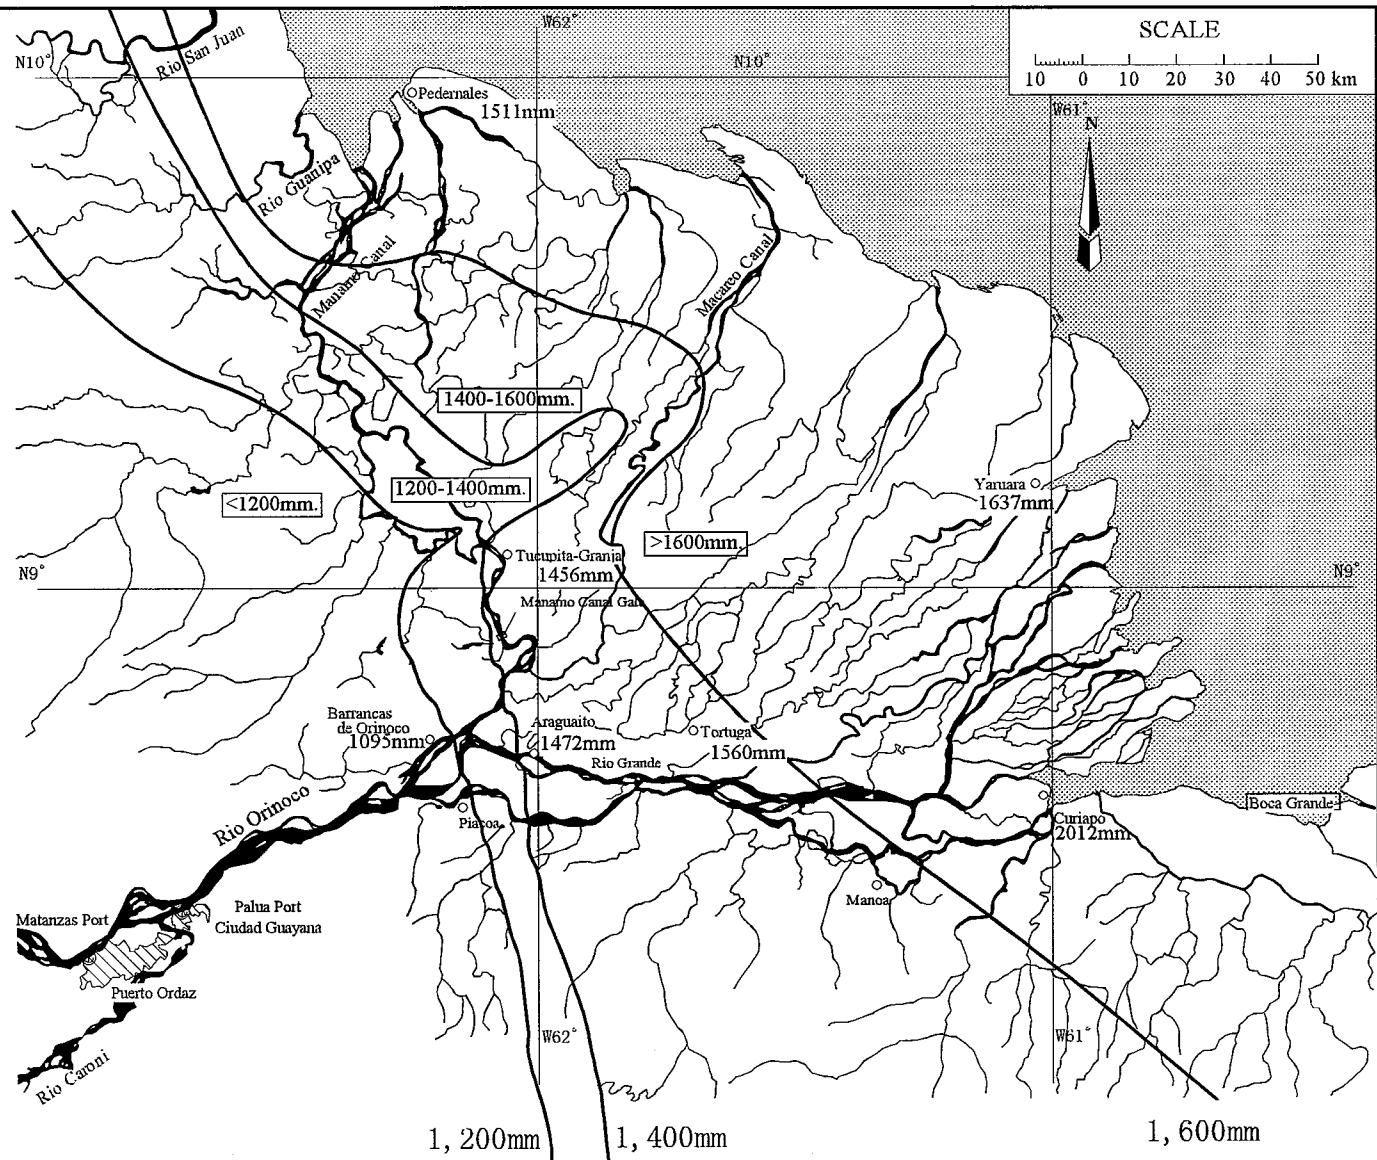 W62°
SCALE
10 0 10 20 30 40 50 km
N10°
Rio San Juan
N10°
Pedernales
1511mm
W61°
N
Rio Guanipa
Manamo Canal
Macareo Canal
1400-1600mm.
1200-1400mm.
<1200mm.
Yaruara
1637mm
>1600mm.
Tucupita-Granja
1456mm
N9°
N9°
Manamo Canal Gate
Barrancas
de Orinoco
1095mm
Araguaito
1472mm
Tortuga
1560mm
Rio Grande
Rio Orinoco
Piacoa
Boca Grande
Curiapo
2012mm
Manoa
Matanzas Port
Palua Port
Ciudad Guayana
Puerto Ordaz
W62°
W61°
Rio Caroni
1,200mm
1,400mm
1,600mm